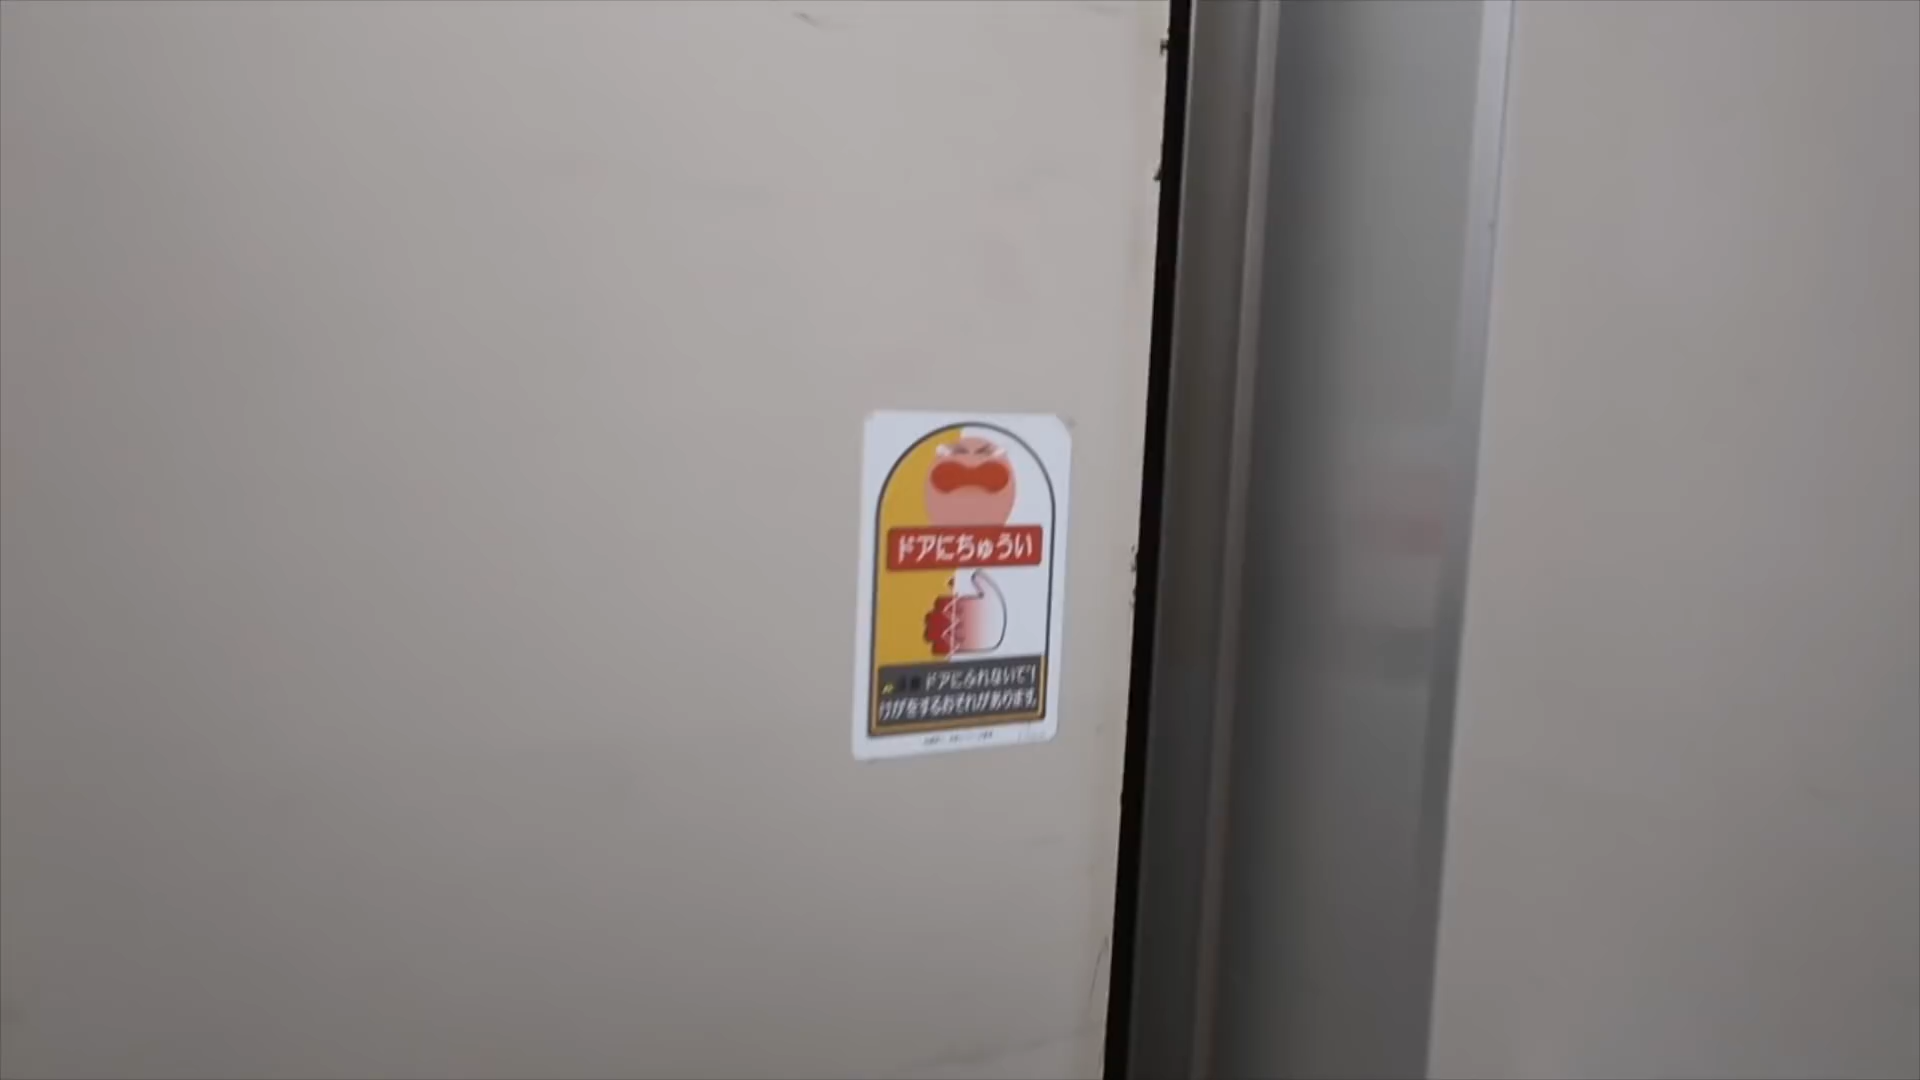 ドアにちゅうい
ドアにふれないで!
けがをするおそれがあります。